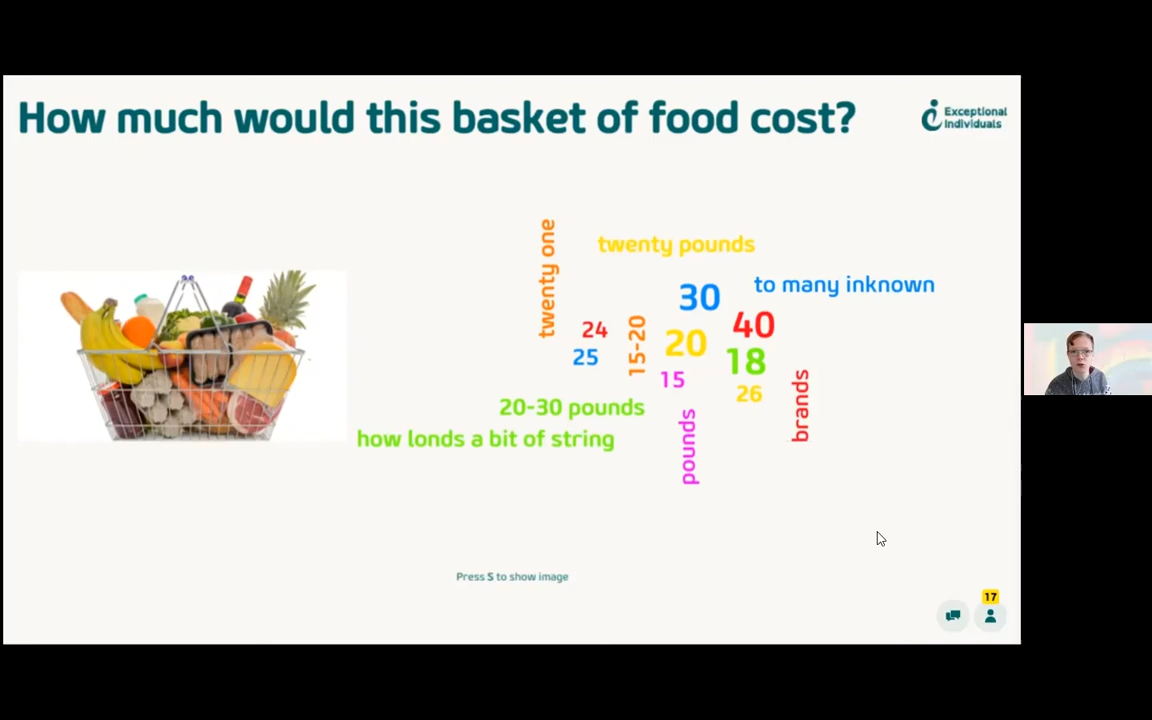 How much would this basket of food cost?
Exceptional
Individuals
twenty one
twenty pounds
to many inknown
30
24
15-20
20
40
25
18
15
26
brands
20-30 pounds
how londs a bit of string
pounds
Press S to show image
17